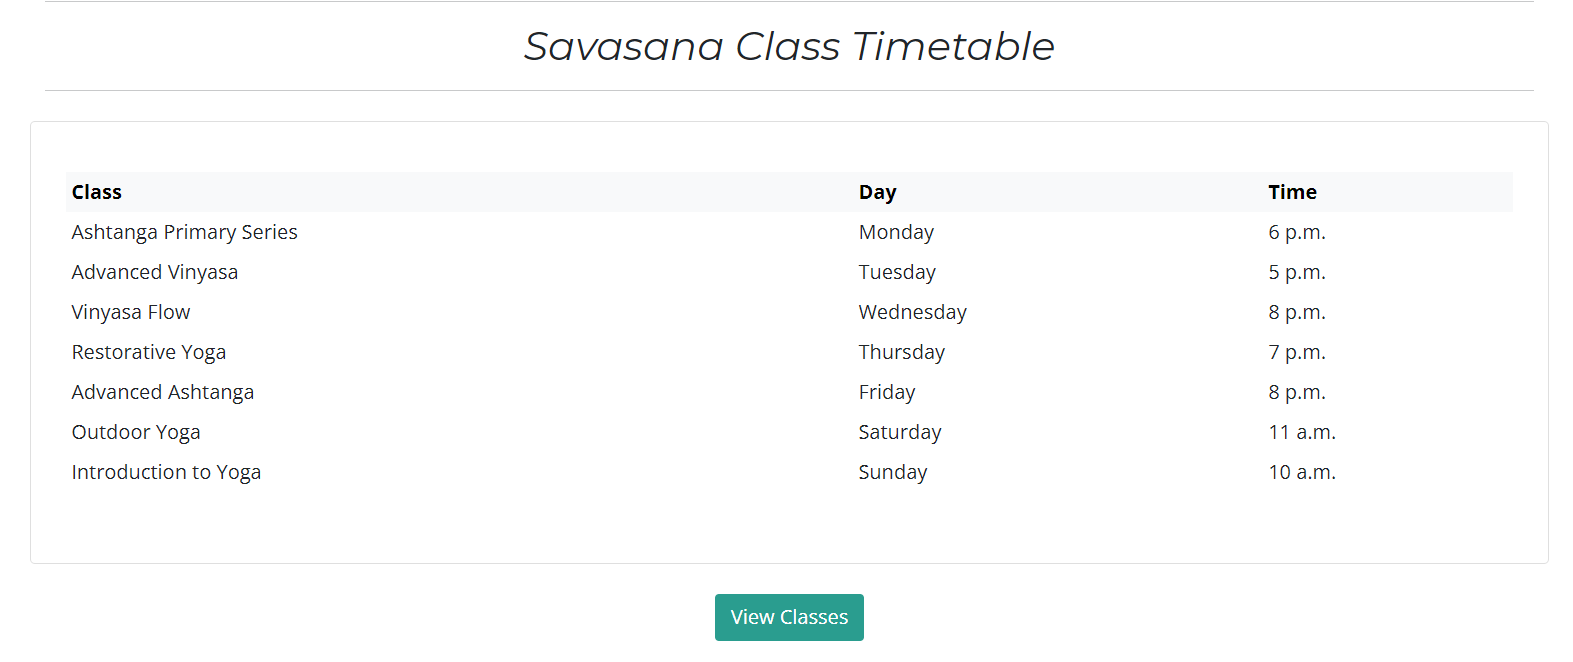 Savasana Class Timetable
Class Day Time
Ashtanga Primary Series Monday 6 p.m.
Advanced Vinyasa Tuesday 5 p.m.
Vinyasa Flow Wednesday 8 p.m.
Restorative Yoga Thursday 7 p.m.
Advanced Ashtanga Friday 8 p.m.
Outdoor Yoga Saturday 11 a.m.
Introduction to Yoga Sunday 10 a.m.
View Classes